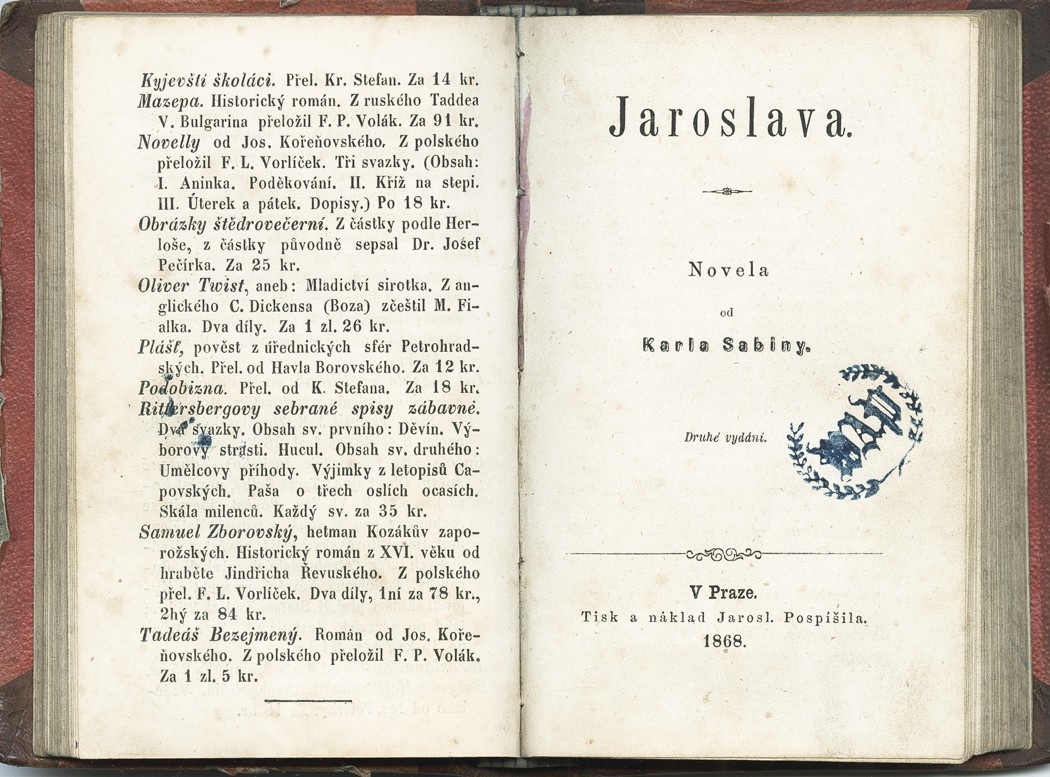 Kyjevští školáci. Přel. Kr. Stefan. Za 14 kr.
Mazepa. Historický román. Z ruského Taddea
V. Bulgarina přeložil F. P. Volák. Za 91 kr.
Novelly od Jos. Kořeňovského. Z polského
přeložil F. L. Vorlíček. Tři svazky. (Obsah:
I. Aninka. Poděkování. II. Kříž na stepi.
III. Úterek a pátek. Dopisy.) Po 18 kr.
Obrázky štědrovečerní. Z částky podle Her-
loše, z částky původně sepsal Dr. Josef
Pečírka. Za 25 kr.
Oliver Twist, aneb: Mladictví sirotka. Z an-
glického C. Dickensa (Boza) zčeštil M. Fi-
alka. Dva díly. Za 1 zl. 26 kr.
Plášť, pověst z úřednických sfér Petrohrad-
ských. Přel. od Havla Borovského. Za 12 kr.
Podobizna. Přel. od K. Stefana. Za 18 kr.
Rittersbergovy sebrané spisy zábavné.
Dva svazky. Obsah sv. prvního: Děvín. Vý-
borový strasti. Hucul. Obsah sv. druhého:
Umělcovy příhody. Výjimky z letopisů Ca-
povských. Paša o třech oslích ocasích.
Skála milenců. Každý sv. za 35 kr.
Samuel Zborovský, hetman Kozákův zapo-
rožských. Historický román z XVI. věku od
hraběte Jindřicha Řevuského. Z polského
přel. F. L. Vorlíček. Dva díly, 1ní za 78 kr.,
2hý za 84 kr.
Tadeáš Bezejmený. Román od Jos. Koře-
ňovského. Z polského přeložil F. P. Volák.
Za 1 zl. 5 kr.
Jaroslava.
Novela
od
Karla Sabiny.
Druhé vydání.
V Praze.
Tisk a náklad Jarosl. Pospíšila.
1868.